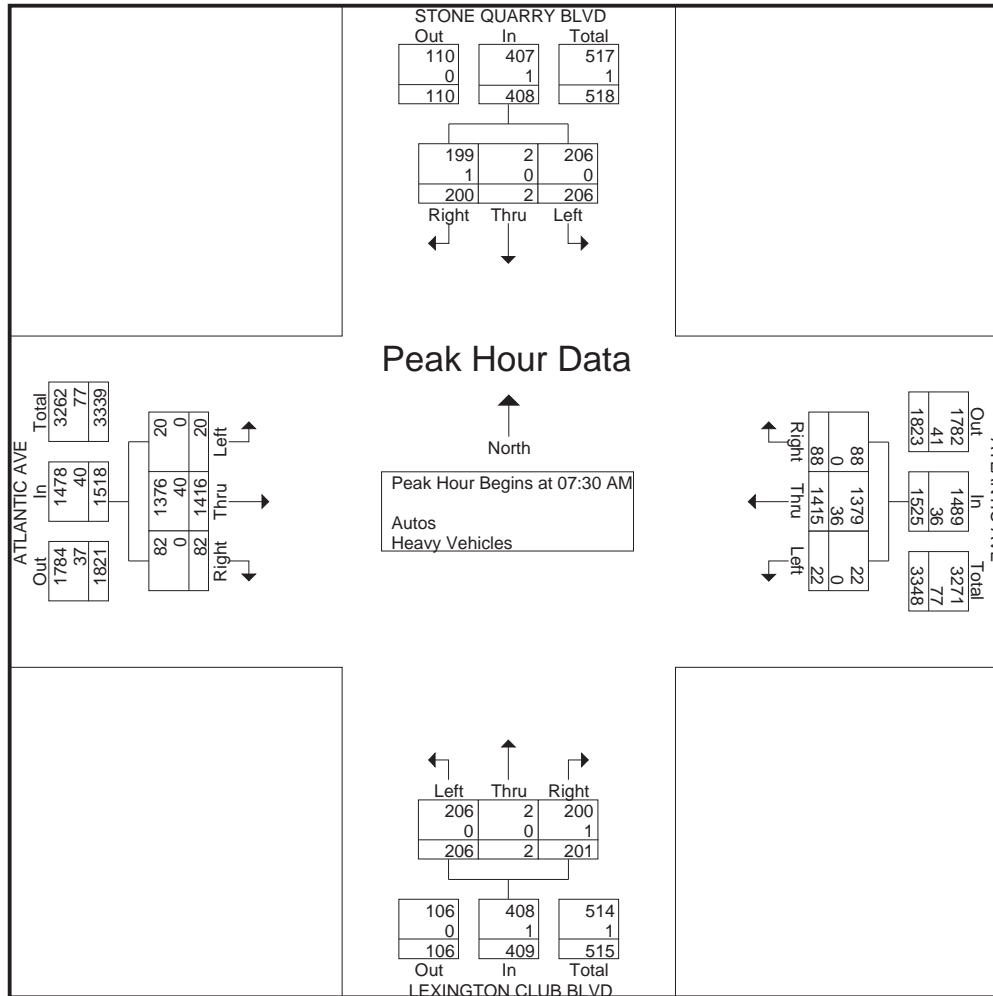 STONE QUARRY BLVD
Out In Total
110 407 517
0 1 1
110 408 518
199 2 206
1 0 0
200 2 206
Right Thru Left
Peak Hour Data
North
Peak Hour Begins at 07:30 AM
Autos
Heavy Vehicles
ATLANTIC AVE
Out In Total
1784 1478 3262
37 40 77
1821 1518 3339
82 1376 20
0 40 0
82 1416 20
Right Thru Left
Out In Total
1782 1489 3271
41 36 77
1823 1525 3348
88 1379 22
0 36 0
88 1415 22
Right Thru Left
Left Thru Right
206 2 200
0 0 1
206 2 201
106 408 514
0 1 1
106 409 515
Out In Total
LEXINGTON CLUB BLVD